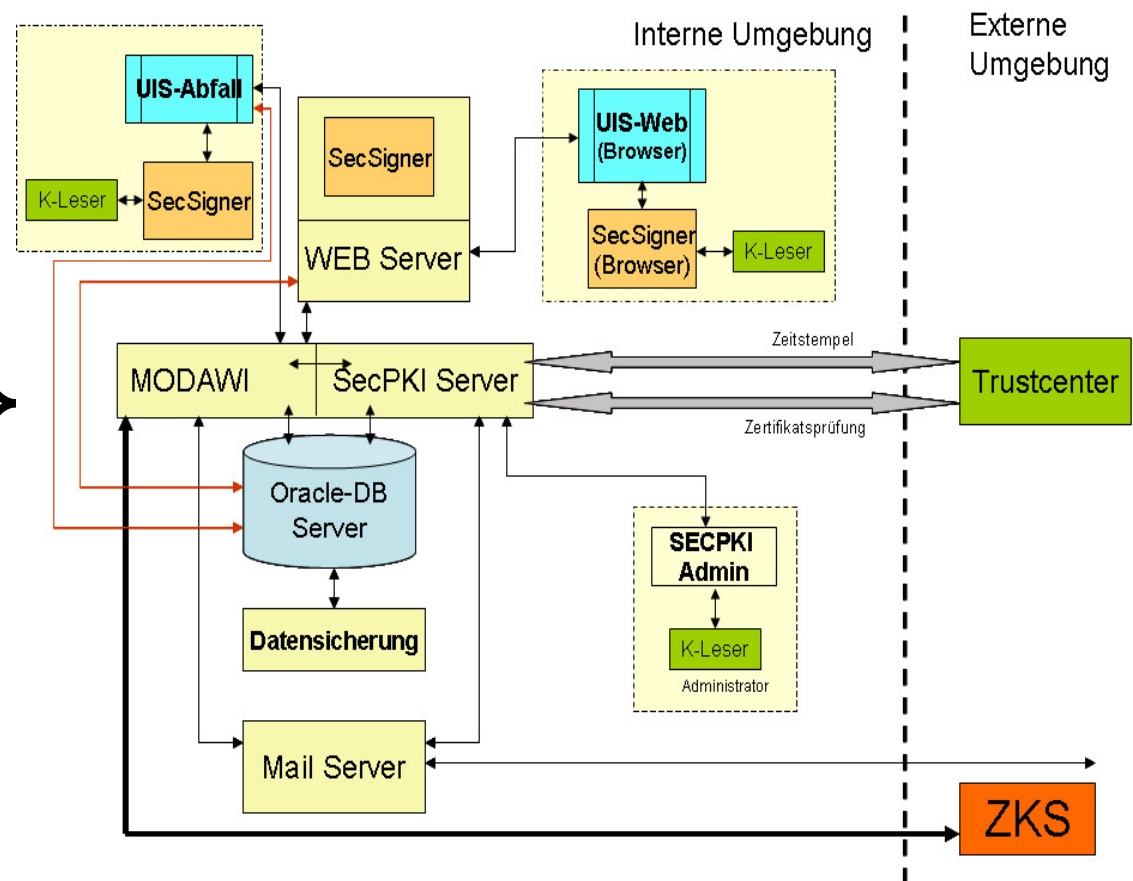 Interne Umgebung
Externe
Umgebung
UIS-Abfall
K-Leser
SecSigner
SecSigner
WEB Server
UIS-Web
(Browser)
SecSigner
(Browser)
K-Leser
MODAWI
SecPKI Server
Zeitstempel
Zertifikatsprüfung
Trustcenter
Oracle-DB
Server
Datensicherung
SECPKI
Admin
K-Leser
Administrator
Mail Server
ZKS